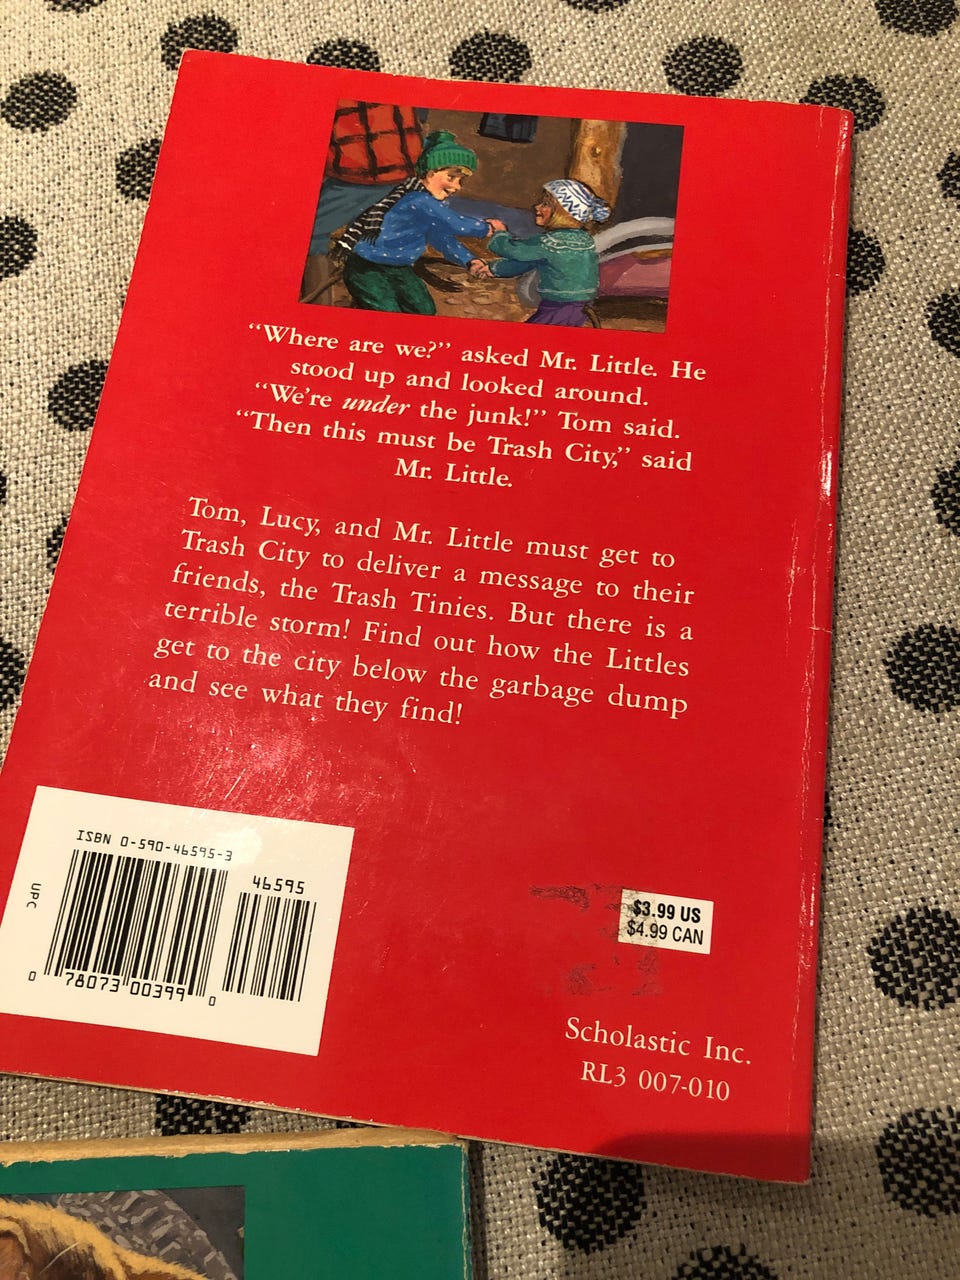 “Where are we?” asked Mr. Little. He
stood up and looked around.
“We're under the junk!” Tom said.
“Then this must be Trash City,” said
Mr. Little.
Tom, Lucy, and Mr. Little must get to
Trash City to deliver a message to their
friends, the Trash Tinies. But there is a
terrible storm! Find out how the Littles
get to the city below the garbage dump
and see what they find!
ISBN 0-590-46595-3
46595
UPC
0 78073 00399 0
$3.99 US
$4.99 CAN
Scholastic Inc.
RL3 007-010